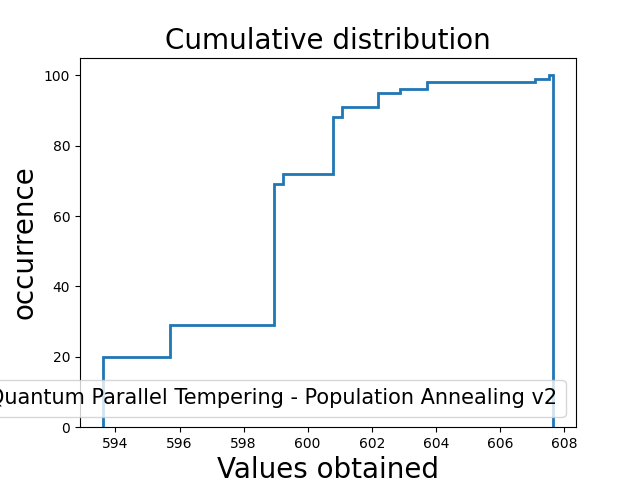 Cumulative distribution
occurrence
100
80
60
40
20
0
Parallel Tempering - Population Annealing v2
594 596 598 600 602 604 606 608
Values obtained